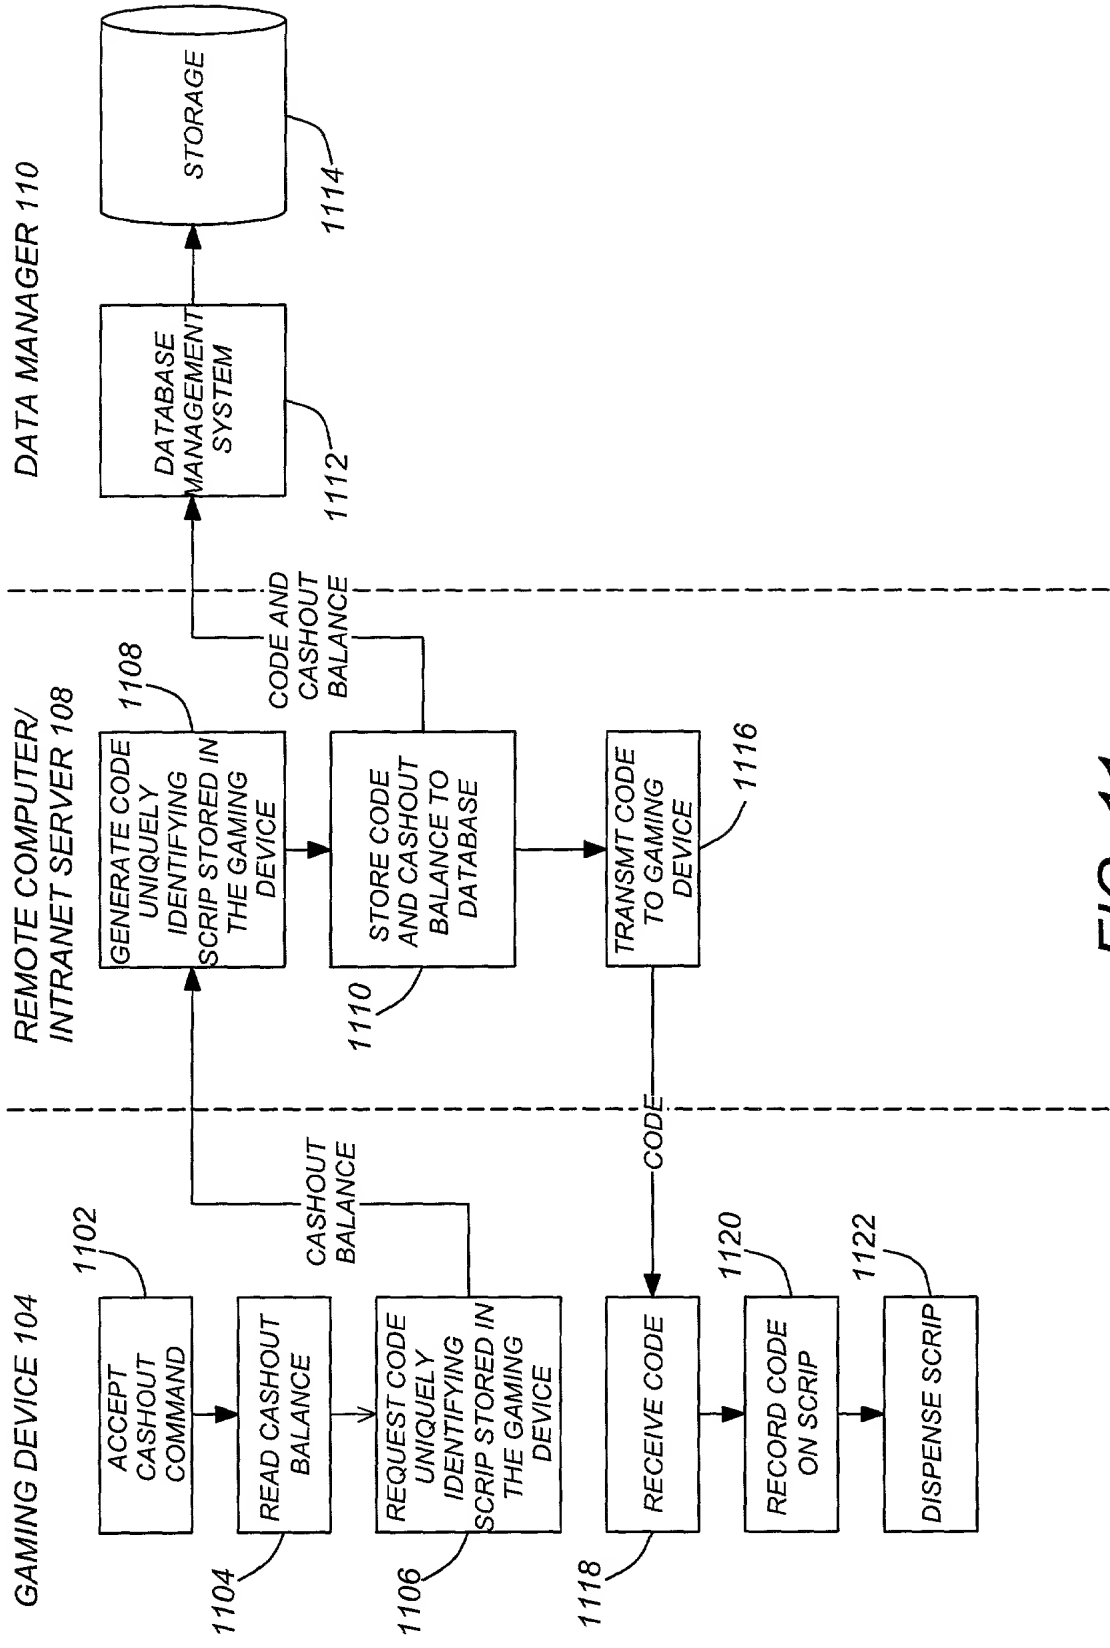 GAMING DEVICE 104
1102
ACCEPT
CASHOUT
COMMAND
READ CASHOUT
BALANCE
1104
REQUEST CODE
UNIQUELY
IDENTIFYING
SCRIP STORED IN
THE GAMING
DEVICE
1106
CASHOUT
BALANCE
RECEIVE CODE
1118
RECORD CODE
ON SCRIP
1120
DISPENSE SCRIP
1122
REMOTE COMPUTER/
INTRANET SERVER 108
1108
GENERATE CODE
UNIQUELY
IDENTIFYING
SCRIP STORED IN
THE GAMING
DEVICE
STORE CODE
AND CASHOUT
BALANCE TO
DATABASE
1110
CODE AND
CASHOUT
BALANCE
TRANSMT CODE
TO GAMING
DEVICE
1116
CODE
DATA MANAGER 110
DATABASE
MANAGEMENT
SYSTEM
1112
STORAGE
1114